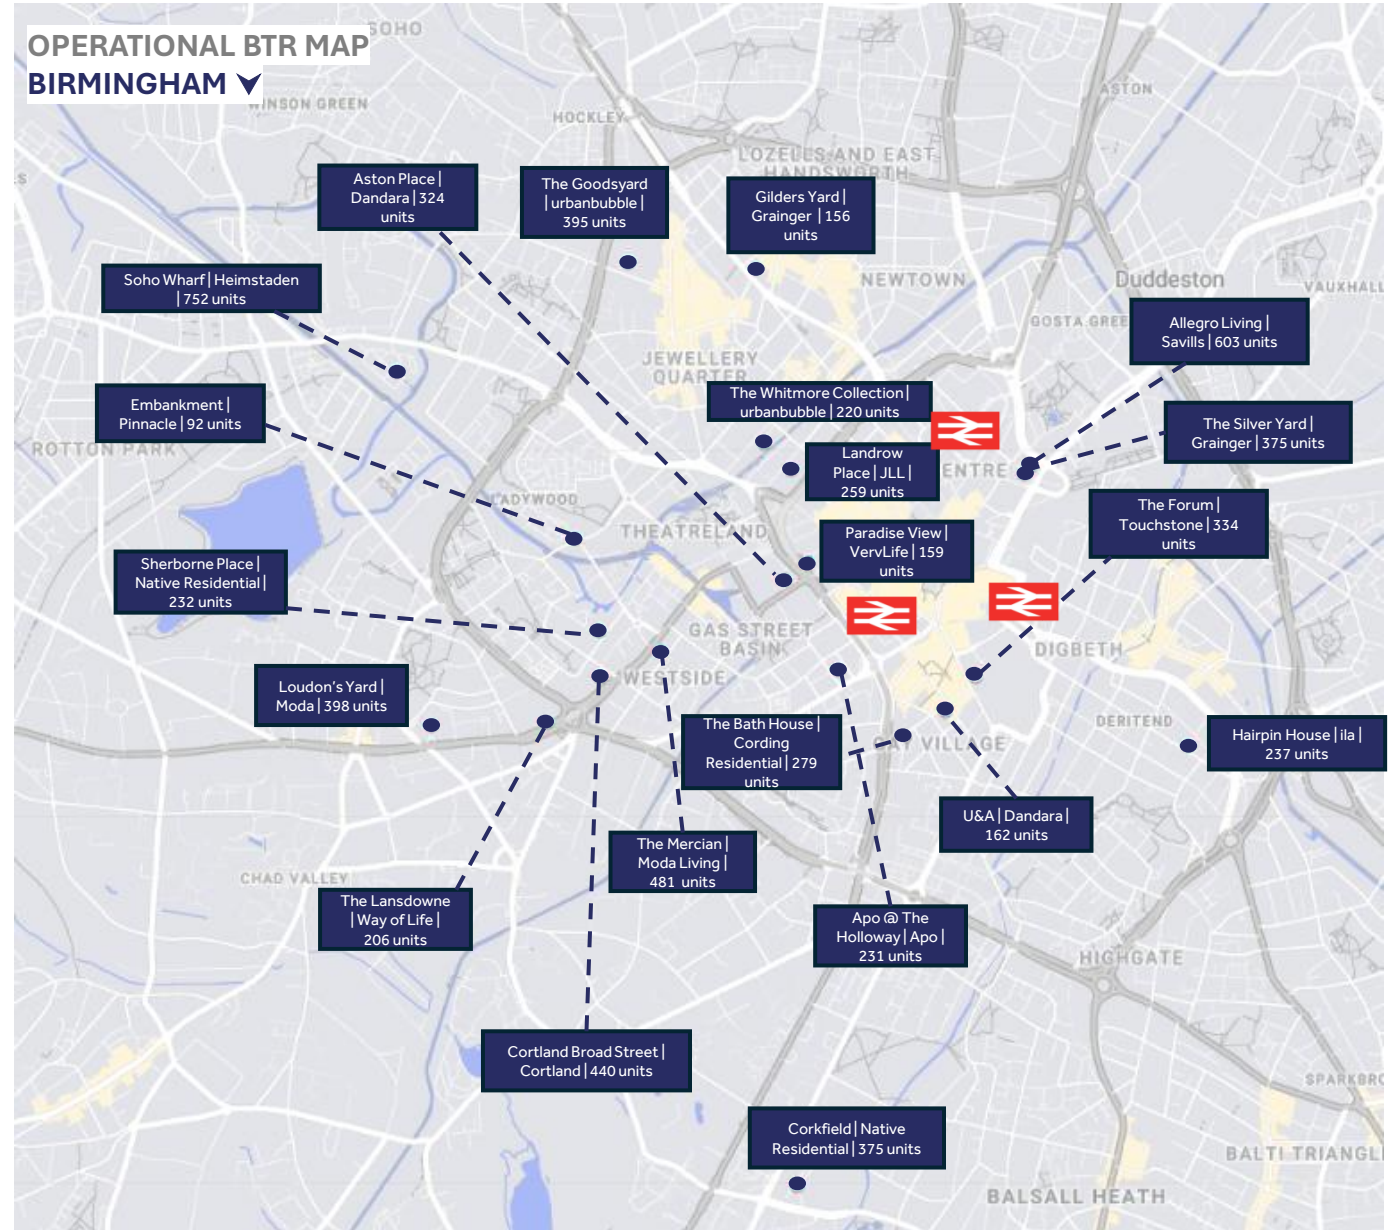 OPERATIONAL BTR MAP
BIRMINGHAM
SOHO
WINSON GREEN
HOCKLEY
ASTON
LOZELLS AND EAST
HANDSWORTH
Aston Place |
Dandara | 324
units
The Goodsyard
| urbanbubble |
395 units
Gilders Yard |
Grainger | 156
units
Soho Wharf | Heimstaden
| 752 units
NEWTOWN
Duddeston
VAUXHALL
GOSTA GREE
Allegro Living |
Savills | 603 units
JEWELLERY
QUARTER
Embankment |
Pinnacle | 92 units
The Whitmore Collection |
urbanbubble | 220 units
The Silver Yard |
Grainger | 375 units
ROTTON PARK
Landrow
Place | JLL |
259 units
ENTRE
LADYWOOD
THEATRELAND
The Forum |
Touchstone | 334
units
Paradise View |
VervLife | 159
units
Sherborne Place |
Native Residential |
232 units
GAS STREET
BASIN
DIGBETH
WESTSIDE
Loudon's Yard |
Moda | 398 units
The Bath House |
Cording
Residential | 279
units
GAY VILLAGE
DERITEND
Hairpin House | ila |
237 units
U&A | Dandara |
162 units
The Mercian |
Moda Living |
481 units
CHAD VALLEY
The Lansdowne
| Way of Life |
206 units
Apo @ The
Holloway | Apo |
231 units
HIGHGATE
Cortland Broad Street |
Cortland | 440 units
SPARKBRO
Corkfield | Native
Residential | 375 units
BALTI TRIANGL
BALSALL HEATH